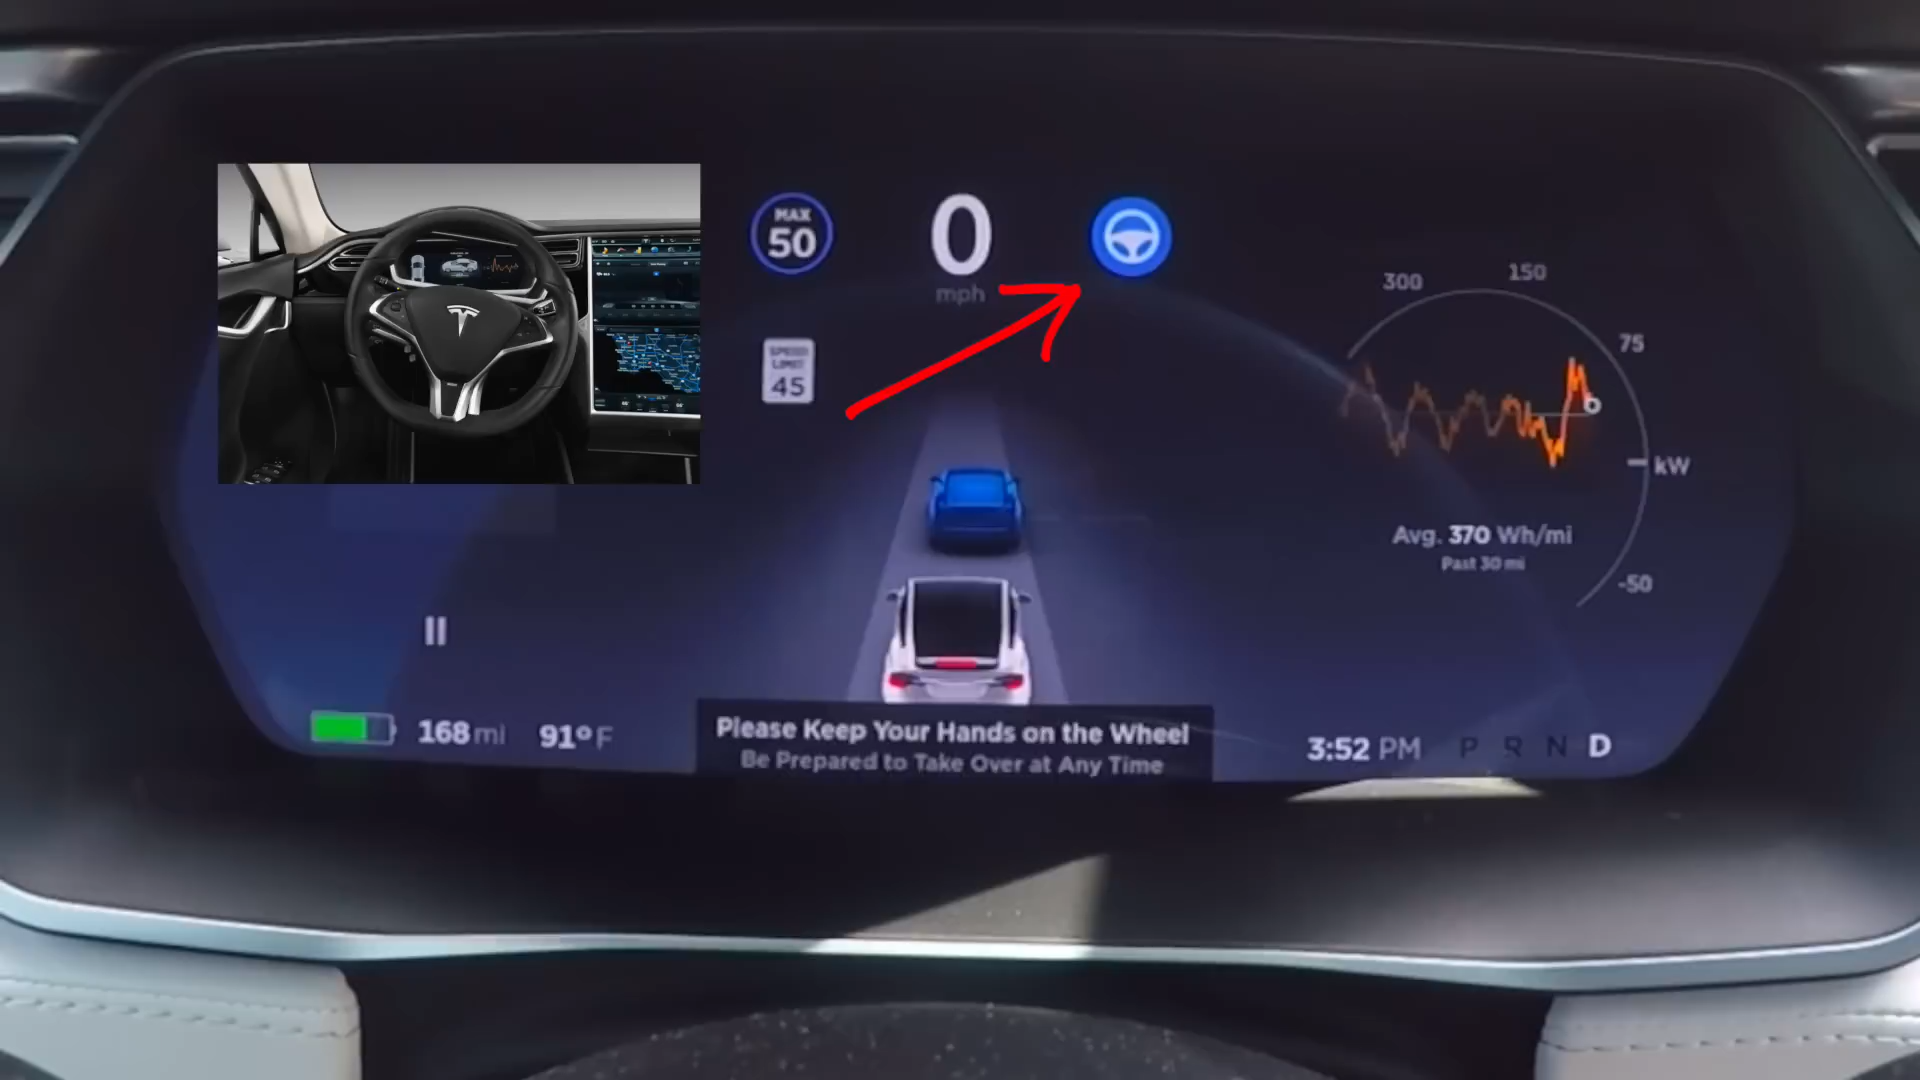 MAX
50
0
mph
SPEED
LIMIT
45
300
150
75
kW
-50
Avg. 370 Wh/mi
Past 30 mi
168 mi
91° F
Please Keep Your Hands on the Wheel
Be Prepared to Take Over at Any Time
3:52 PM
P R N D